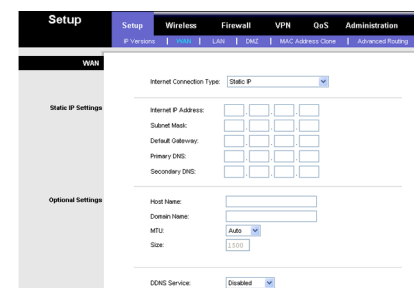 Setup
Setup Wireless Firewall VPN QoS Administration
IP Versions | WAN | LAN | DMZ | MAC Address Clone | Advanced Routing
WAN
Internet Connection Type: Static IP
Static IP Settings
Internet IP Address: . . .
Subnet Mask: . . .
Default Gateway: . . .
Primary DNS: . . .
Secondary DNS: . . .
Optional Settings
Host Name:
Domain Name:
MTU: Auto
Size: 1500
DDNS Service: Disabled